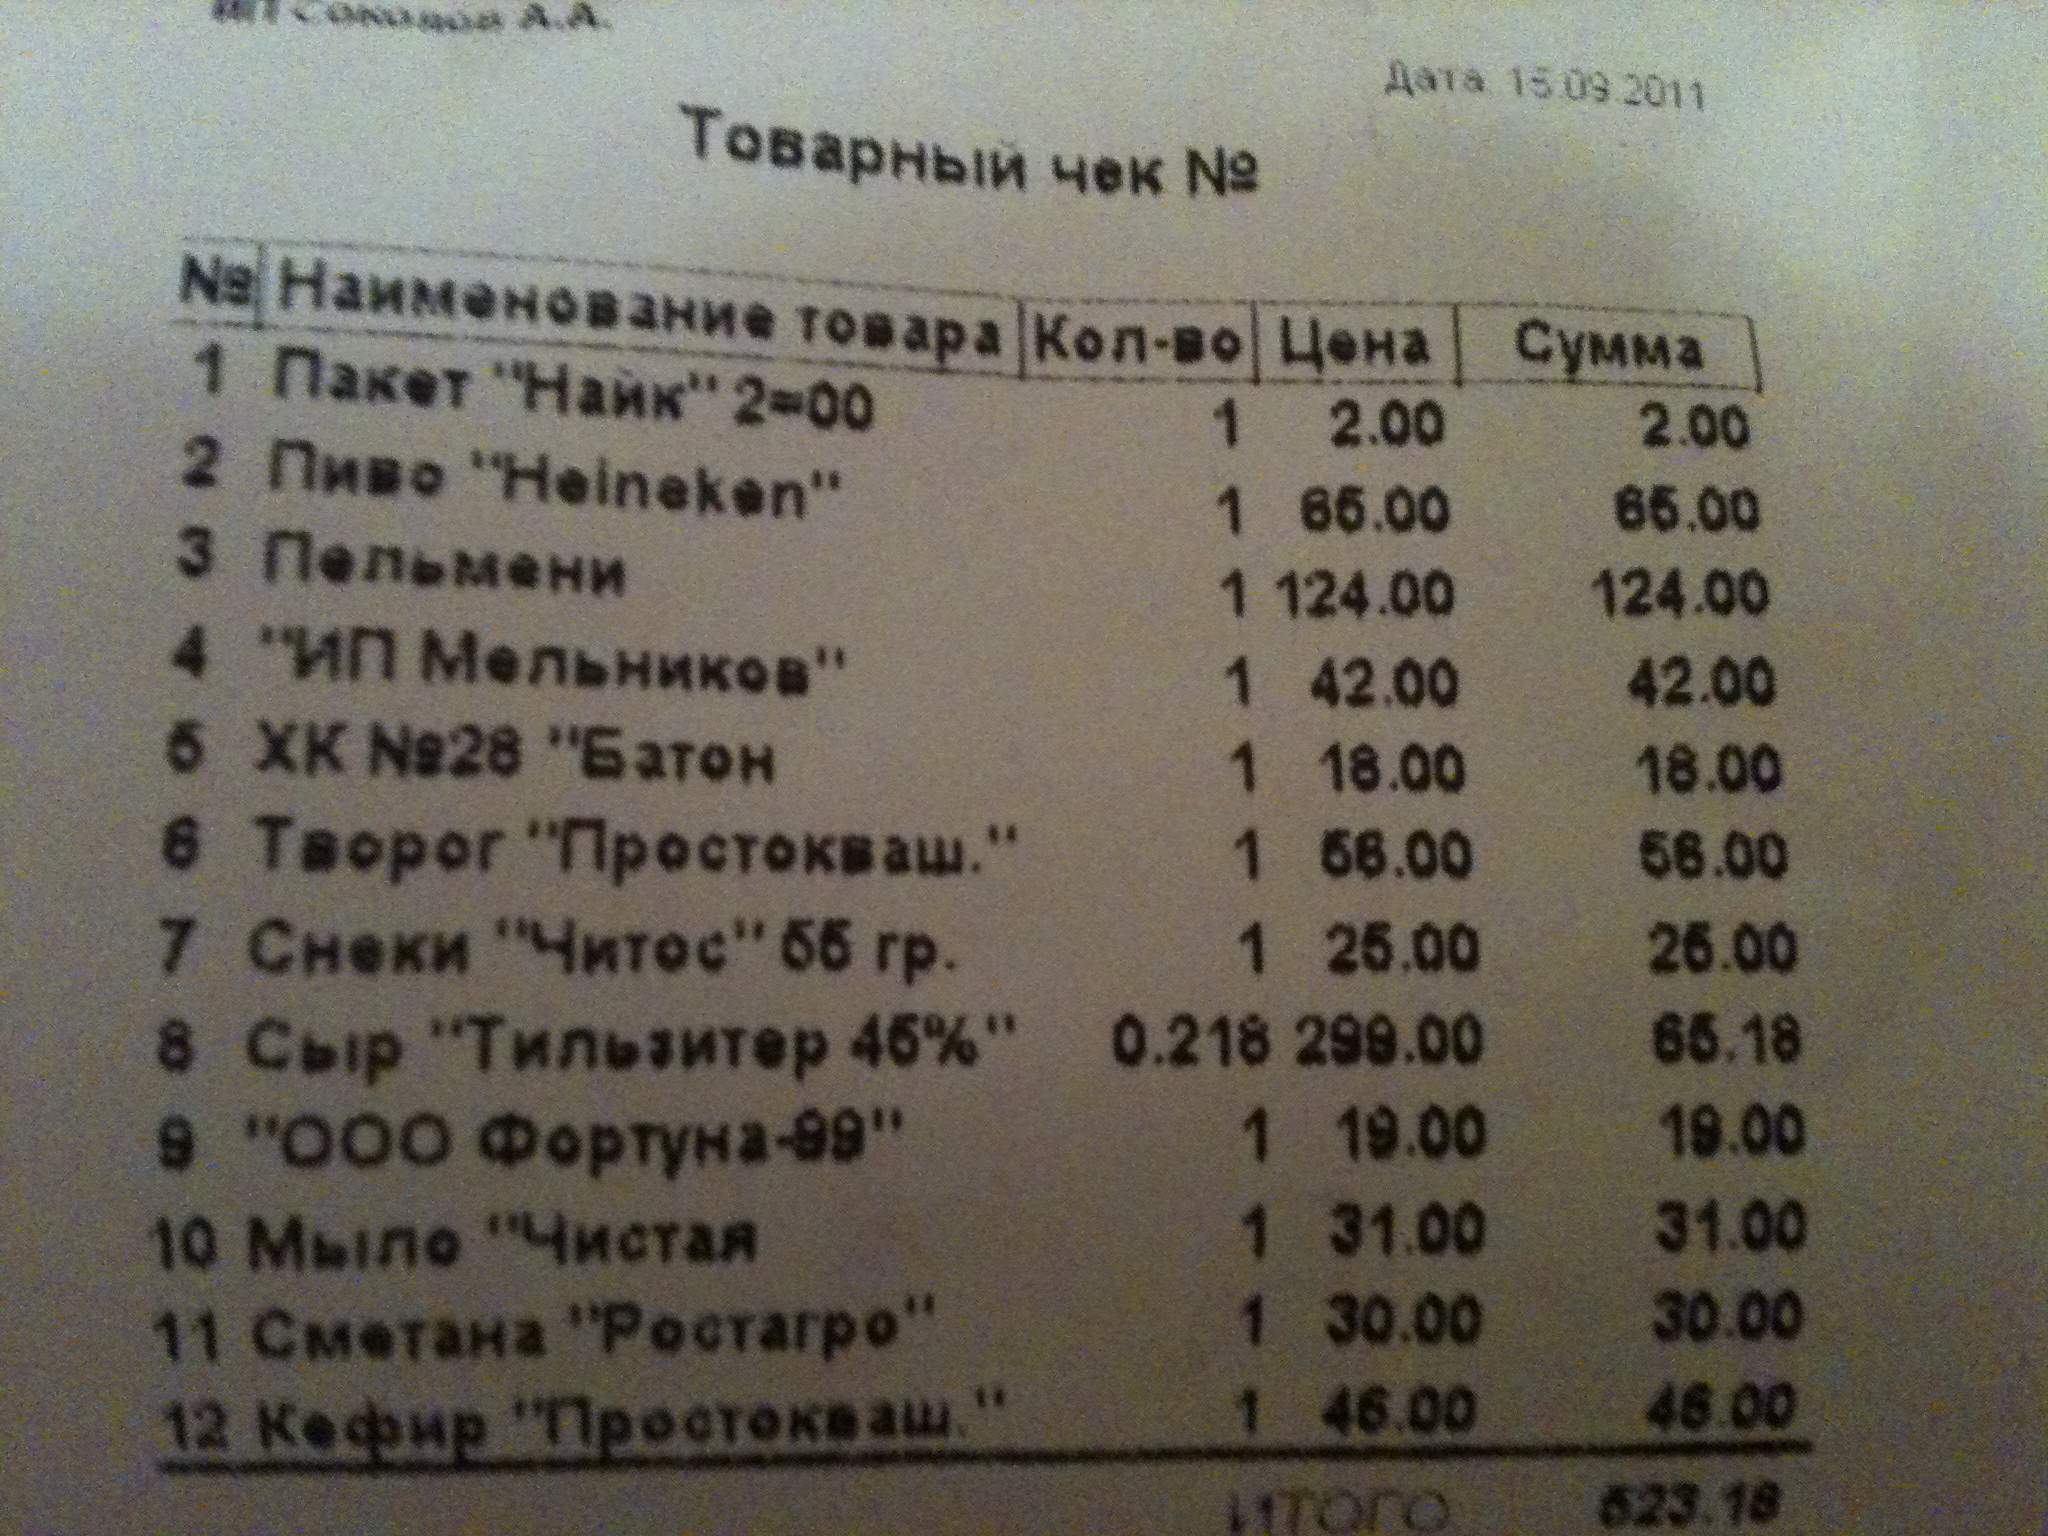 ИП А.А.
Дата 15.09.2011
Товарный чек №
№ Наименование товара Кол-во Цена Сумма
1 Пакет "Найк" 2=00 1 2.00 2.00
2 Пиво "Heineken" 1 65.00 65.00
3 Пельмени 1 124.00 124.00
4 "ИП Мельников" 1 42.00 42.00
5 ХК №28 "Батон 1 18.00 18.00
6 Творог "Простокваш." 1 56.00 56.00
7 Снеки "Читос" 55 гр. 1 25.00 25.00
8 Сыр "Тильзитер 45%" 0.218 299.00 65.18
9 "ООО Фортуна-99" 1 19.00 19.00
10 Мыло "Чистая 1 31.00 31.00
11 Сметана "Ростагро" 1 30.00 30.00
12 Кефир "Простокваш." 1 46.00 46.00
ИТОГО 523.18